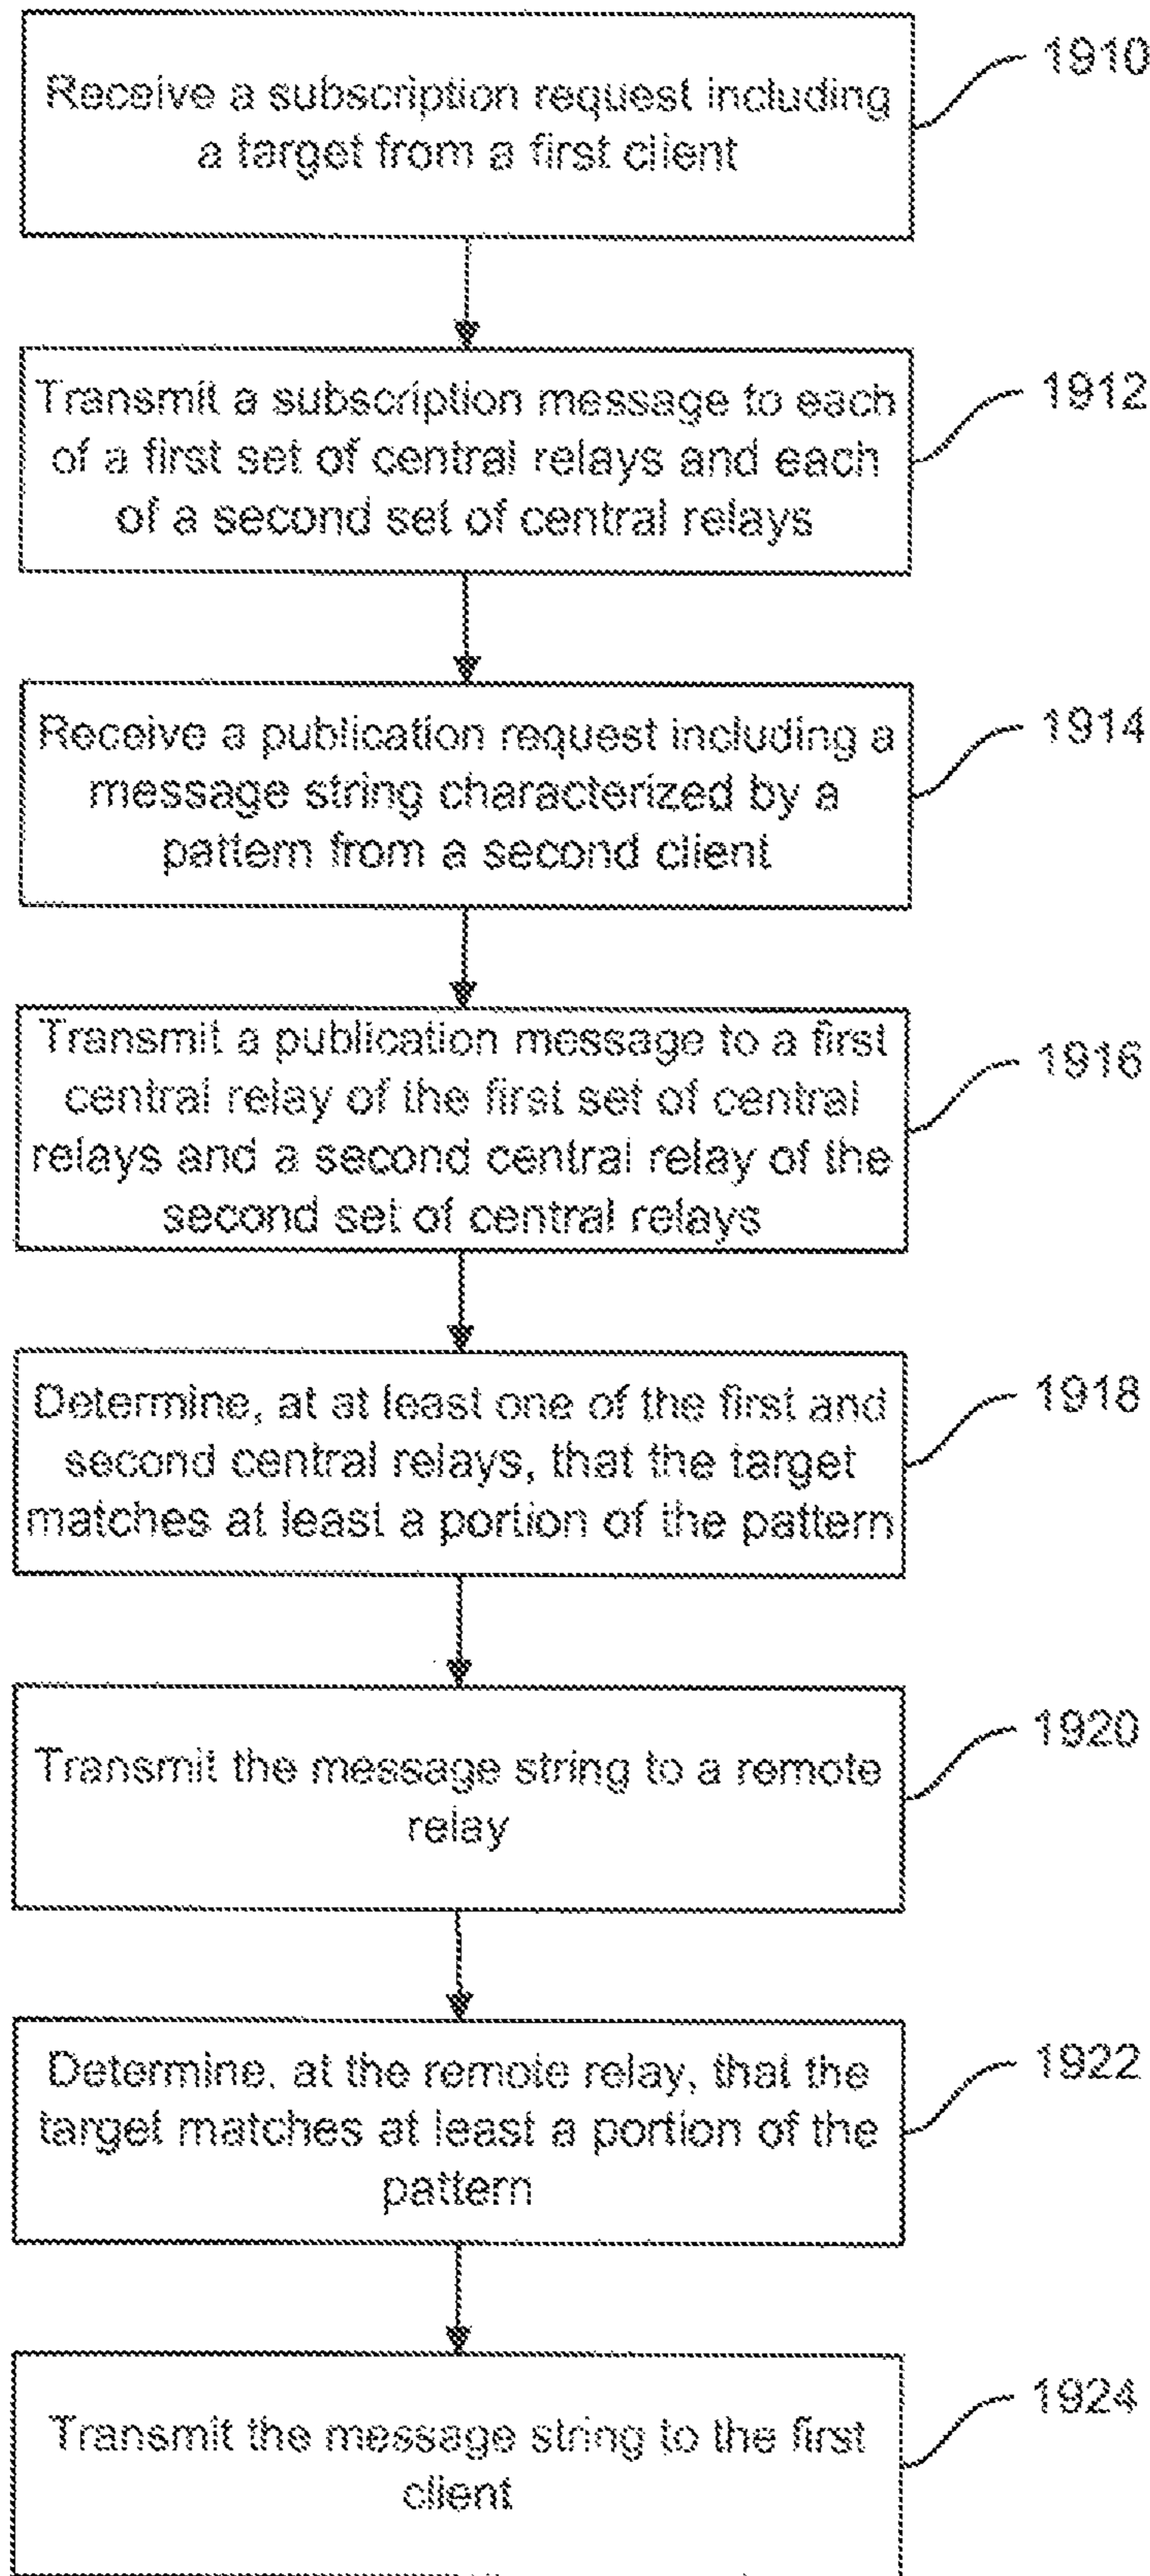 Receive a subscription request including
a target from a first client
1910
Transmit a subscription message to each
of a first set of central relays and each
of a second set of central relays
1912
Receive a publication request including a
message string characterized by a
pattern from a second client
1914
Transmit a publication message to a first
central relay of the first set of central
relays and a second central relay of the
second set of central relays
1916
Determine, at at least one of the first and
second central relays, that the target
matches at least a portion of the pattern
1918
Transmit the message string to a remote
relay
1920
Determine, at the remote relay, that the
target matches at least a portion of the
pattern
1922
Transmit the message string to the first
client
1924